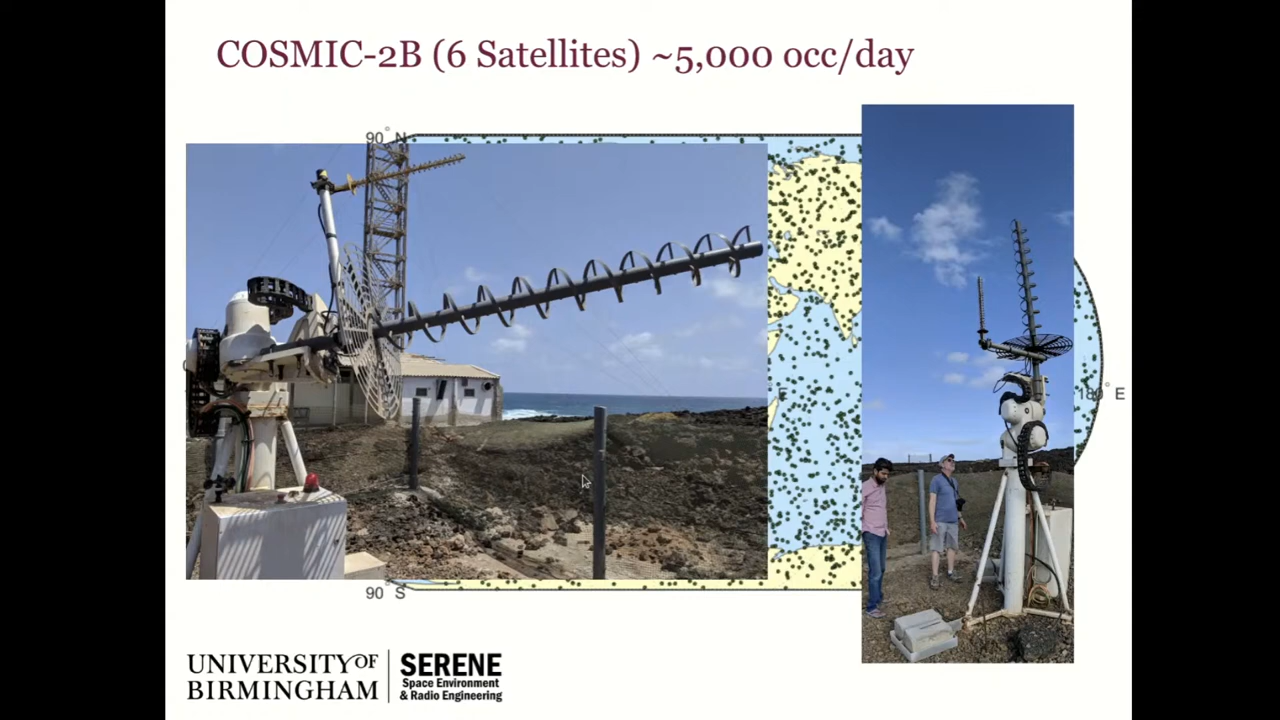 COSMIC-2B (6 Satellites) ~5,000 occ/day
90° N
180° E
90° S
UNIVERSITY OF
BIRMINGHAM
SERENE
Space Environment
& Radio Engineering